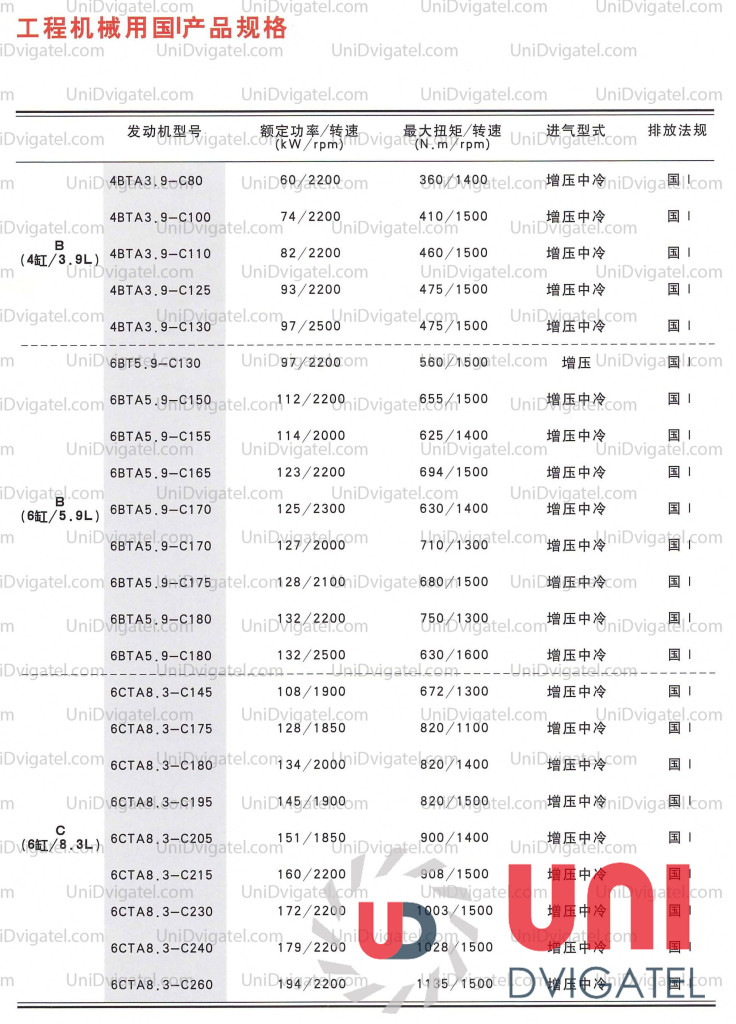 工程机械用国Ⅰ产品规格
发动机型号 额定功率/转速 最大扭矩/转速 进气型式 排放法规
(kW/rpm) (N.m/rpm)
4BTA3.9-C80 60/2200 360/1400 增压中冷 国Ⅰ
4BTA3.9-C100 74/2200 410/1500 增压中冷 国Ⅰ
B
(4缸/3.9L) 4BTA3.9-C110 82/2200 460/1500 增压中冷 国Ⅰ
4BTA3.9-C125 93/2200 475/1500 增压中冷 国Ⅰ
4BTA3.9-C130 97/2500 475/1500 增压中冷 国Ⅰ
6BT5.9-C130 97/2200 560/1500 增压 国Ⅰ
6BTA5.9-C150 112/2200 655/1500 增压中冷 国Ⅰ
6BTA5.9-C155 114/2000 625/1400 增压中冷 国Ⅰ
6BTA5.9-C165 123/2200 694/1500 增压中冷 国Ⅰ
B
(6缸/5.9L) 6BTA5.9-C170 125/2300 630/1400 增压中冷 国Ⅰ
6BTA5.9-C170 127/2000 710/1300 增压中冷 国Ⅰ
6BTA5.9-C175 128/2100 680/1500 增压中冷 国Ⅰ
6BTA5.9-C180 132/2200 750/1300 增压中冷 国Ⅰ
6BTA5.9-C180 132/2500 630/1600 增压中冷 国Ⅰ
6CTA8.3-C145 108/1900 672/1300 增压中冷 国Ⅰ
6CTA8.3-C175 128/1850 820/1100 增压中冷 国Ⅰ
6CTA8.3-C180 134/2000 820/1400 增压中冷 国Ⅰ
6CTA8.3-C195 145/1900 820/1500 增压中冷 国Ⅰ
C
(6缸/8.3L) 6CTA8.3-C205 151/1850 900/1400 增压中冷 国Ⅰ
6CTA8.3-C215 160/2200 908/1500 增压中冷 国Ⅰ
6CTA8.3-C230 172/2200 1003/1500 增压中冷 国Ⅰ
6CTA8.3-C240 179/2200 1028/1500 增压中冷 国Ⅰ
6CTA8.3-C260 194/2200 1135/1500 增压中冷 国Ⅰ
UD UNI
DVIGATEL
UniDvigatel.com